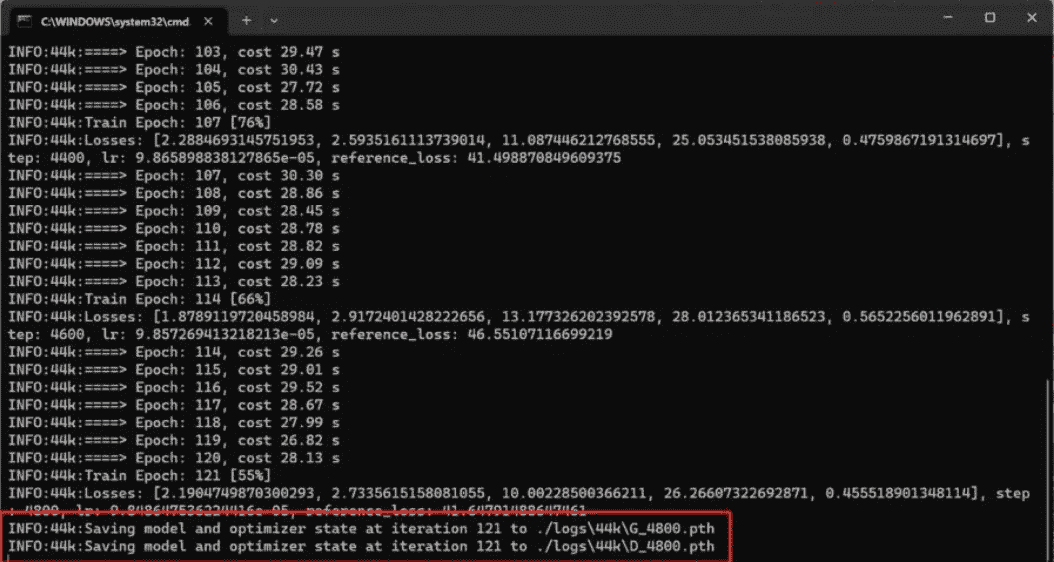 C:\WINDOWS\system32\cmd.
INFO:44k:====> Epoch: 103, cost 29.47 s
INFO:44k:====> Epoch: 104, cost 30.43 s
INFO:44k:====> Epoch: 105, cost 27.72 s
INFO:44k:====> Epoch: 106, cost 28.58 s
INFO:44k:Train Epoch: 107 [76%]
INFO:44k:Losses: [2.2884693145751953, 2.5935161113739014, 11.087446212768555, 25.053451538085938, 0.4759867191314697], s
tep: 4400, lr: 9.865898838127865e-05, reference_loss: 41.498870849609375
INFO:44k:====> Epoch: 107, cost 30.30 s
INFO:44k:====> Epoch: 108, cost 28.86 s
INFO:44k:====> Epoch: 109, cost 28.45 s
INFO:44k:====> Epoch: 110, cost 28.78 s
INFO:44k:====> Epoch: 111, cost 28.82 s
INFO:44k:====> Epoch: 112, cost 29.09 s
INFO:44k:====> Epoch: 113, cost 28.23 s
INFO:44k:Train Epoch: 114 [66%]
INFO:44k:Losses: [1.8789119720458984, 2.9172401428222656, 13.177326202392578, 28.012365341186523, 0.5652256011962891], s
tep: 4600, lr: 9.857269413218213e-05, reference_loss: 46.55107116699219
INFO:44k:====> Epoch: 114, cost 29.26 s
INFO:44k:====> Epoch: 115, cost 29.01 s
INFO:44k:====> Epoch: 116, cost 29.52 s
INFO:44k:====> Epoch: 117, cost 28.67 s
INFO:44k:====> Epoch: 118, cost 27.99 s
INFO:44k:====> Epoch: 119, cost 26.82 s
INFO:44k:====> Epoch: 120, cost 28.13 s
INFO:44k:Train Epoch: 121 [55%]
INFO:44k:Losses: [2.1904749870300293, 2.7335615158081055, 10.00228500366211, 26.26607322692871, 0.455518901348114], step
: 4800, lr: reference_loss:
INFO:44k:Saving model and optimizer state at iteration 121 to ./logs\44k\G_4800.pth
INFO:44k:Saving model and optimizer state at iteration 121 to ./logs\44k\D_4800.pth